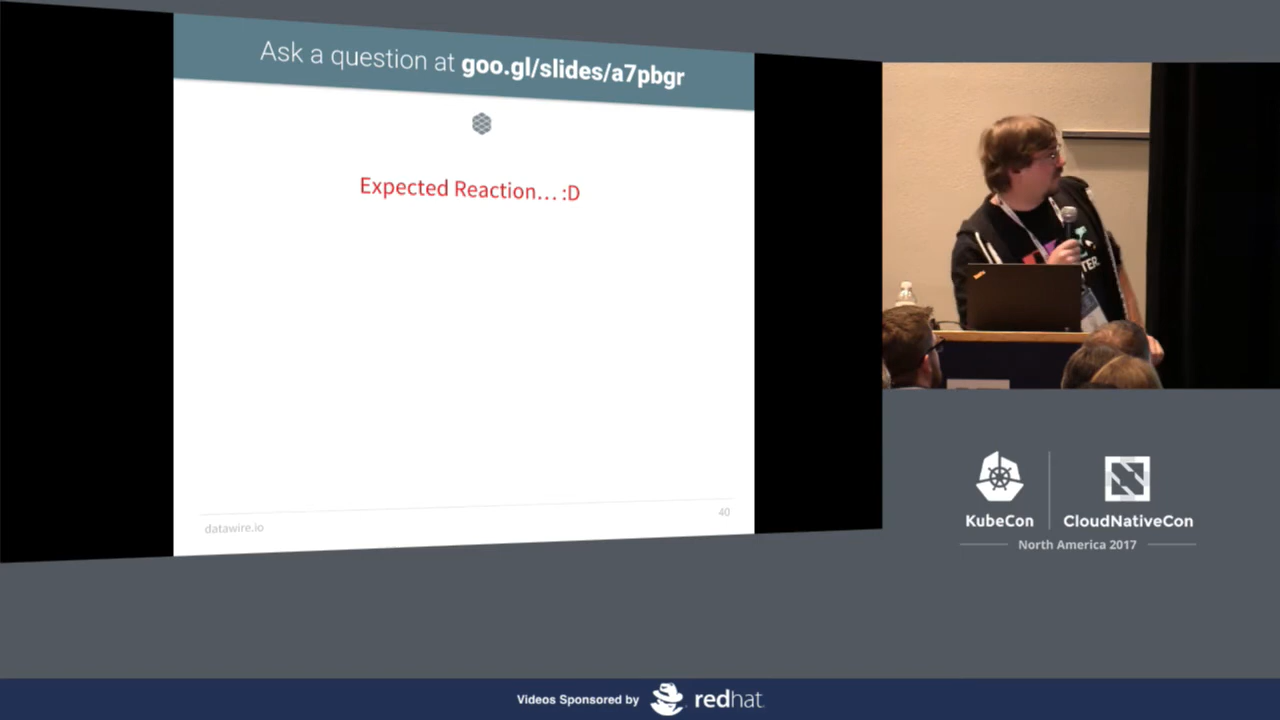 Ask a question at goo.gl/slides/a7pbgr
Expected Reaction... :D
datawire.io
40
TER
KubeCon
CloudNativeCon
North America 2017
Videos Sponsored by
redhat